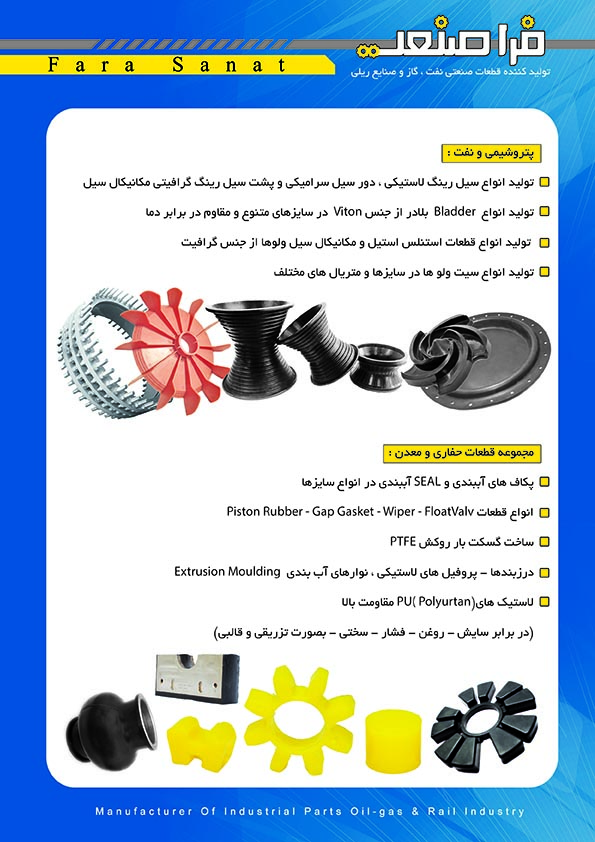 فراصنعت
Fara Sanat
تولید کننده قطعات صنعتی نفت ، گاز و صنایع ریلی
پتروشیمی و نفت :
تولید انواع سیل رینگ لاستیکی ، دور سیل سرامیکی و پشت سیل رینگ گرافیتی مکانیکال سیل
تولید انواع Bladder بلادر از جنس Viton در سایزهای متنوع و مقاوم در برابر دما
تولید انواع قطعات استنلس استیل و مکانیکال سیل ولوها از جنس گرافیت
تولید انواع سیت ولو ها در سایزها و متریال های مختلف
مجموعه قطعات حفاری و معدن :
پکاف های آببندی و SEAL آببندی در انواع سایزها
انواع قطعات Piston Rubber - Gap Gasket - Wiper - FloatValv
ساخت گسکت بار روکش PTFE
درزبندها – پروفیل های لاستیکی ، نوارهای آب بندی Extrusion Moulding
لاستیک های(PU( Polyurtan مقاومت بالا
(در برابر سایش – روغن – فشار – سختی – بصورت تزریقی و قالبی)
Manufacturer Of Industrial Parts Oil-gas & Rail Industry